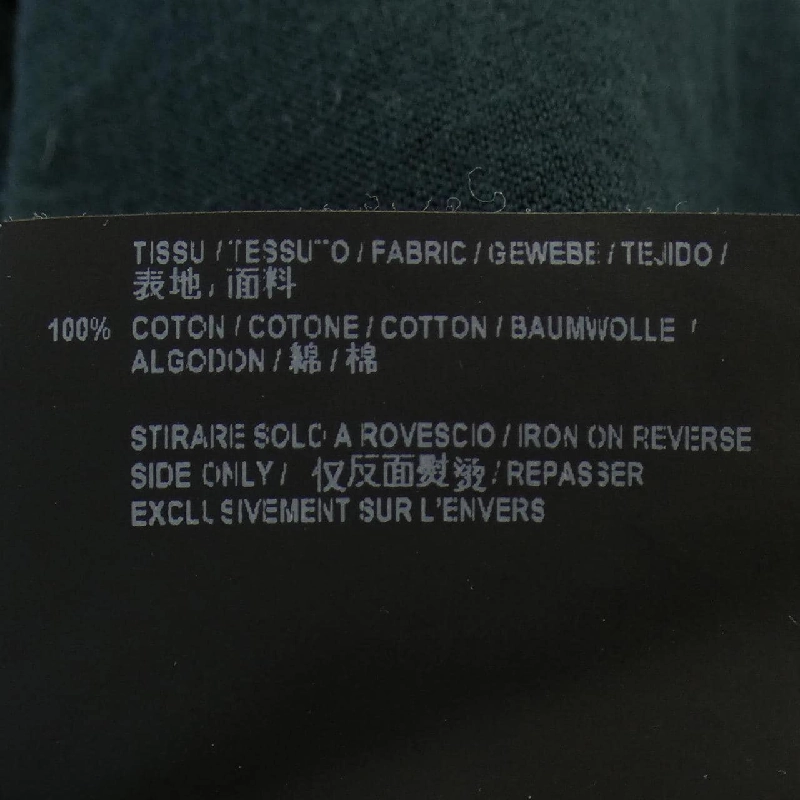 TISSU / TESSUTO / FABRIC / GEWEBE / TEJIDO /
表地 / 面料
100% COTON / COTONE / COTTON / BAUMWOLLE /
ALGODON / 綿 / 棉
STIRARE SOLO A ROVESCIO / IRON ON REVERSE
SIDE ONLY / 仅反面熨烫 / REPASSER
EXCLUSIVEMENT SUR L'ENVERS